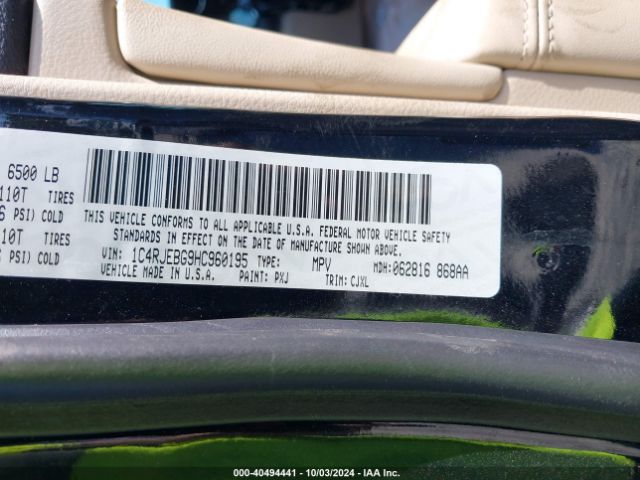 6500 LB
110T TIRES
PSI) COLD
10T TIRES
PSI) COLD
THIS VEHICLE CONFORMS TO ALL APPLICABLE U.S.A. FEDERAL MOTOR VEHICLE SAFETY
STANDARDS IN EFFECT ON THE DATE OF MANUFACTURE SHOWN ABOVE.
VIN: 1C4RJEBG9HC960195 TYPE: MPV MDH:062816 868AA
VEHICLE MADE IN U.S.A. PAINT: PXJ TRIM: CJXL
000-40494441 - 10/03/2024 - IAA Inc.